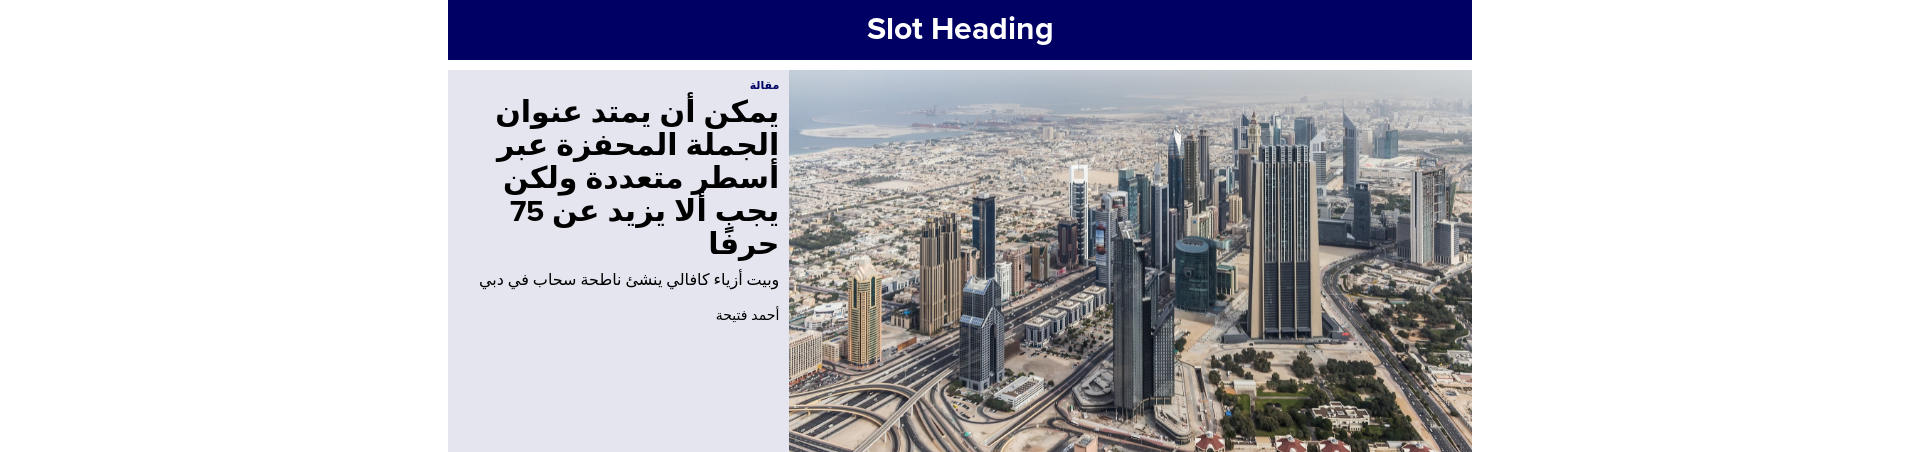 Slot Heading
مقالة
يمكن أن يمتد عنوان
الجملة المحفزة عبر
أسطر متعددة ولكن
يجب ألا يزيد عن 75
حرفًا
وبيت أزياء كافالي ينشئ ناطحة سحاب في دبي
أحمد فتيحة